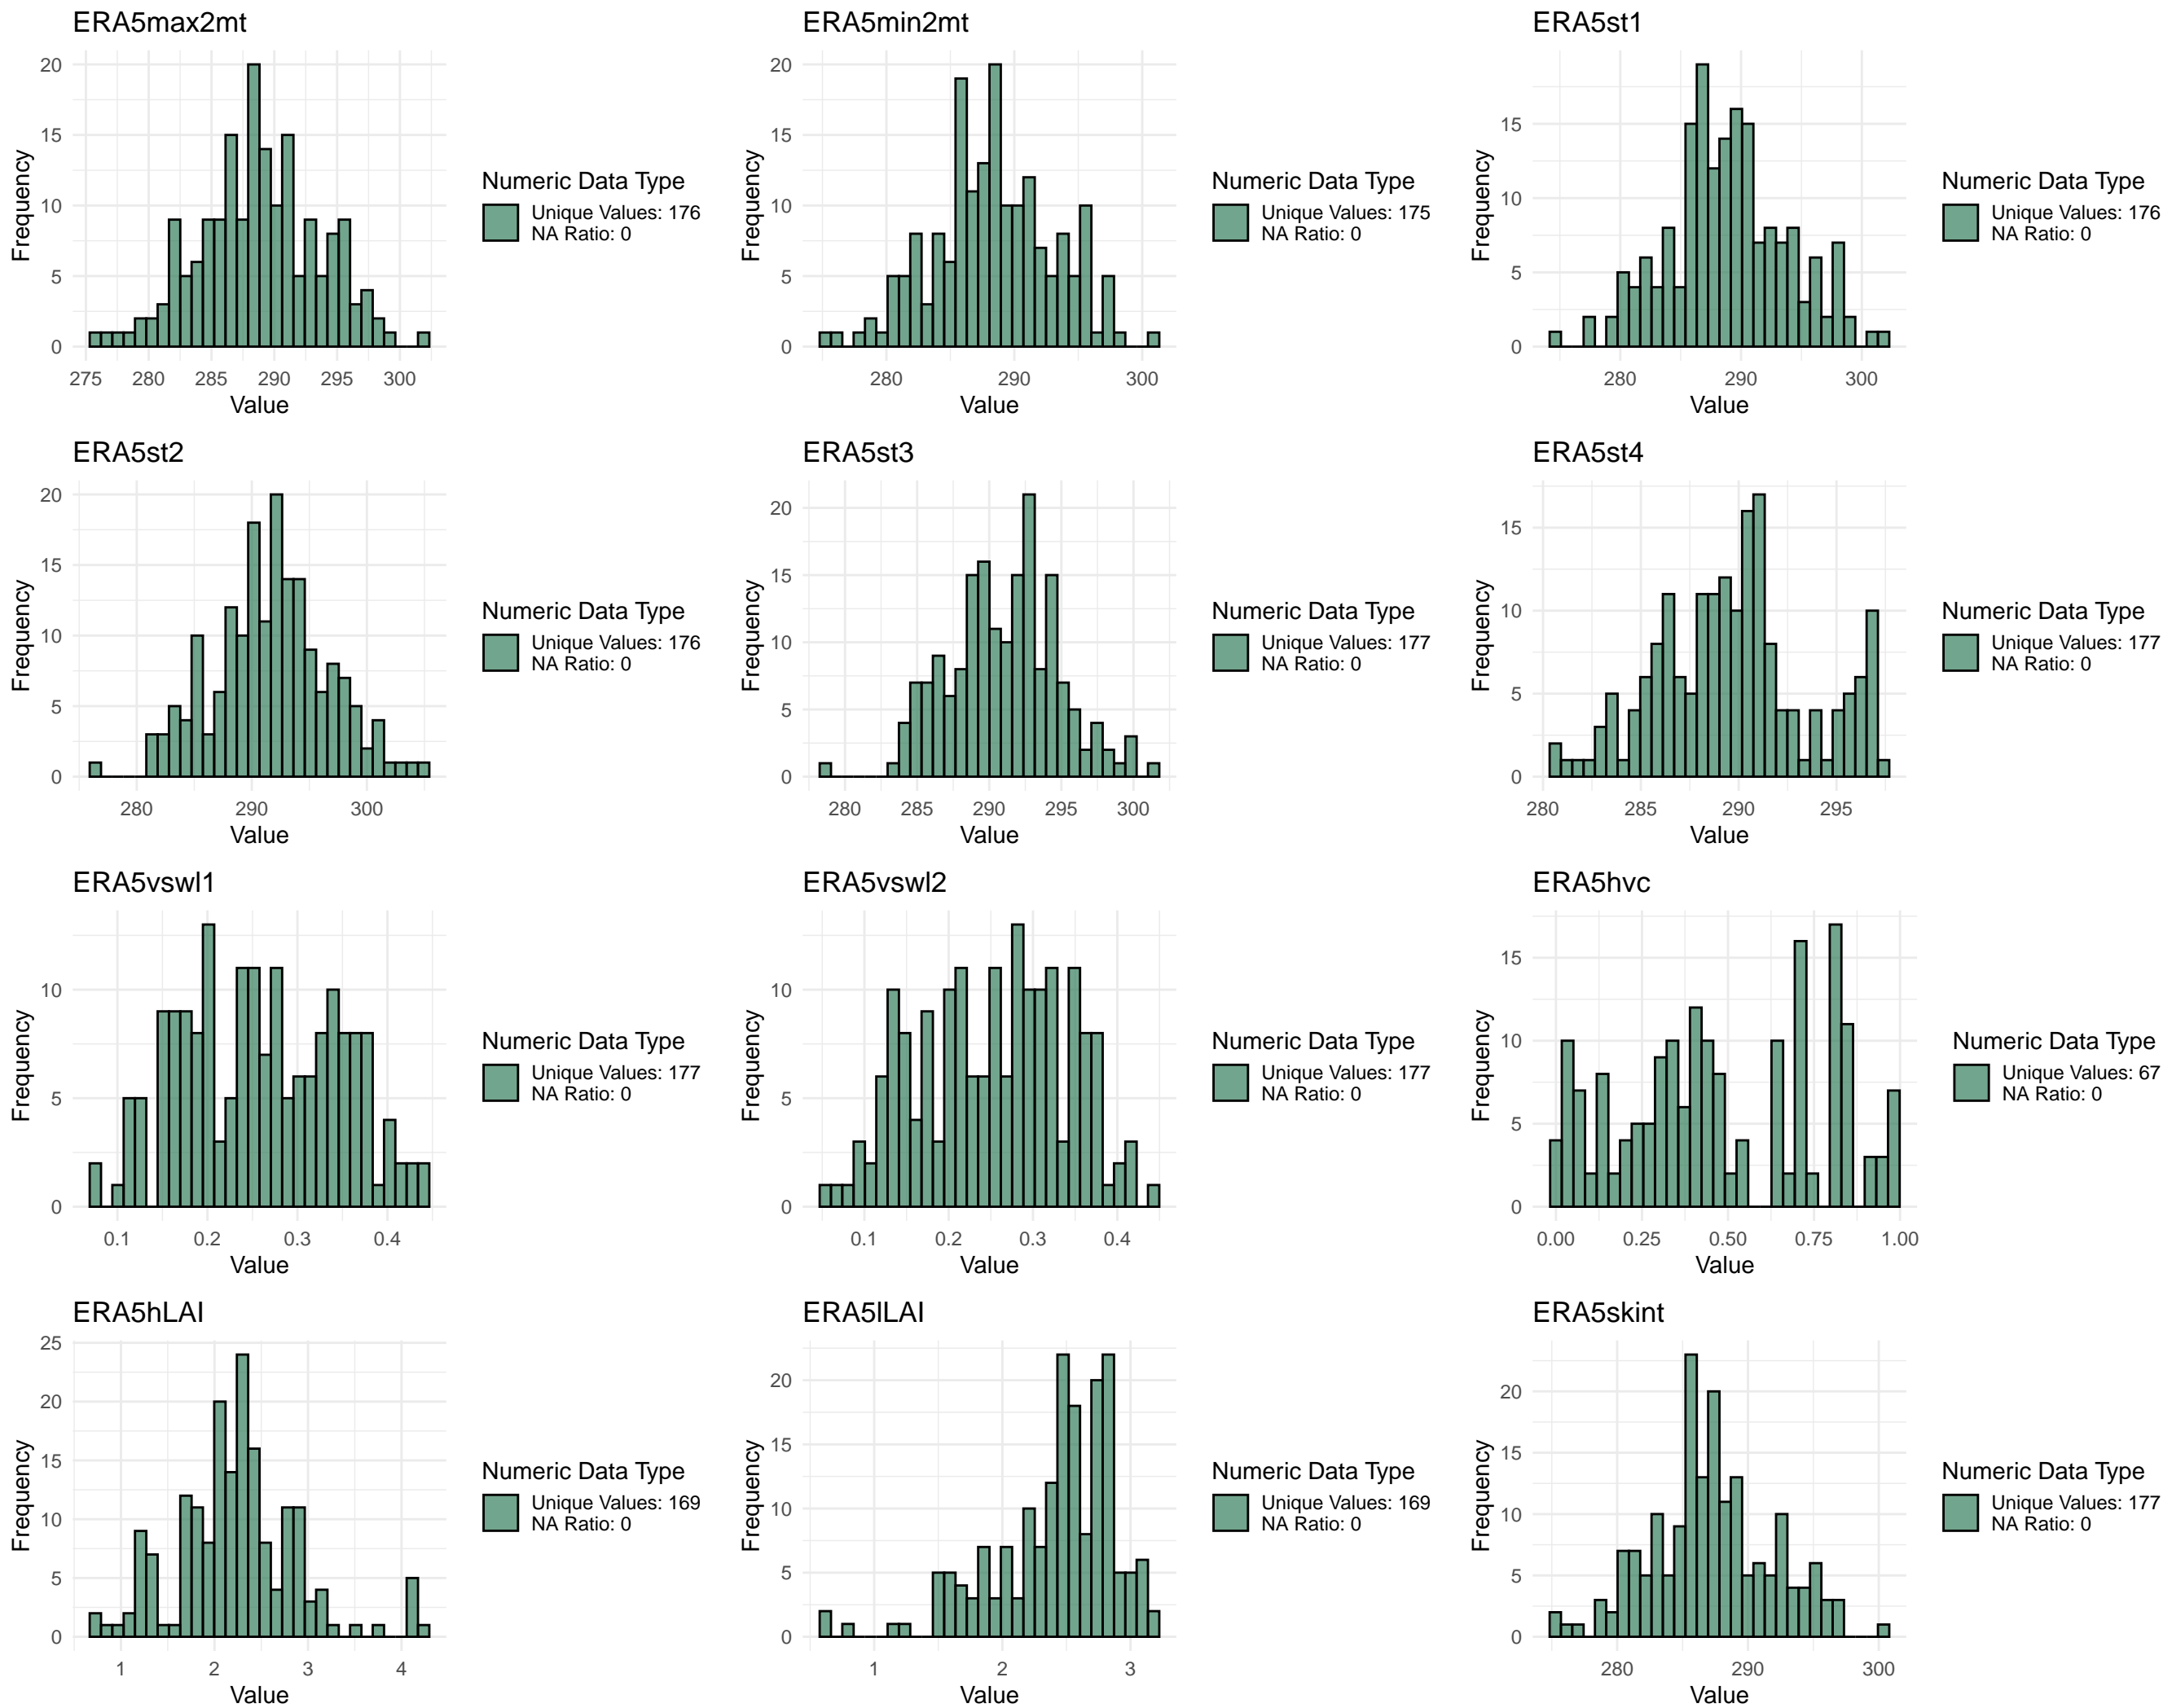 ERA5max2mt
Frequency
20
15
10
5
0
275 280 285 290 295 300
Value
Numeric Data Type
Unique Values: 176
NA Ratio: 0
ERA5min2mt
Frequency
20
15
10
5
0
280 290 300
Value
Numeric Data Type
Unique Values: 175
NA Ratio: 0
ERA5st1
Frequency
15
10
5
0
280 290 300
Value
Numeric Data Type
Unique Values: 176
NA Ratio: 0
ERA5st2
Frequency
20
15
10
5
0
280 290 300
Value
Numeric Data Type
Unique Values: 176
NA Ratio: 0
ERA5st3
Frequency
20
15
10
5
0
280 285 290 295 300
Value
Numeric Data Type
Unique Values: 177
NA Ratio: 0
ERA5st4
Frequency
15
10
5
0
280 285 290 295
Value
Numeric Data Type
Unique Values: 177
NA Ratio: 0
ERA5vswl1
Frequency
10
5
0
0.1 0.2 0.3 0.4
Value
Numeric Data Type
Unique Values: 177
NA Ratio: 0
ERA5vswl2
Frequency
10
5
0
0.1 0.2 0.3 0.4
Value
Numeric Data Type
Unique Values: 177
NA Ratio: 0
ERA5hvc
Frequency
15
10
5
0
0.00 0.25 0.50 0.75 1.00
Value
Numeric Data Type
Unique Values: 67
NA Ratio: 0
ERA5hLAI
Frequency
25
20
15
10
5
0
1 2 3 4
Value
Numeric Data Type
Unique Values: 169
NA Ratio: 0
ERA5lLAI
Frequency
20
15
10
5
0
1 2 3
Value
Numeric Data Type
Unique Values: 169
NA Ratio: 0
ERA5skint
Frequency
20
15
10
5
0
280 290 300
Value
Numeric Data Type
Unique Values: 177
NA Ratio: 0